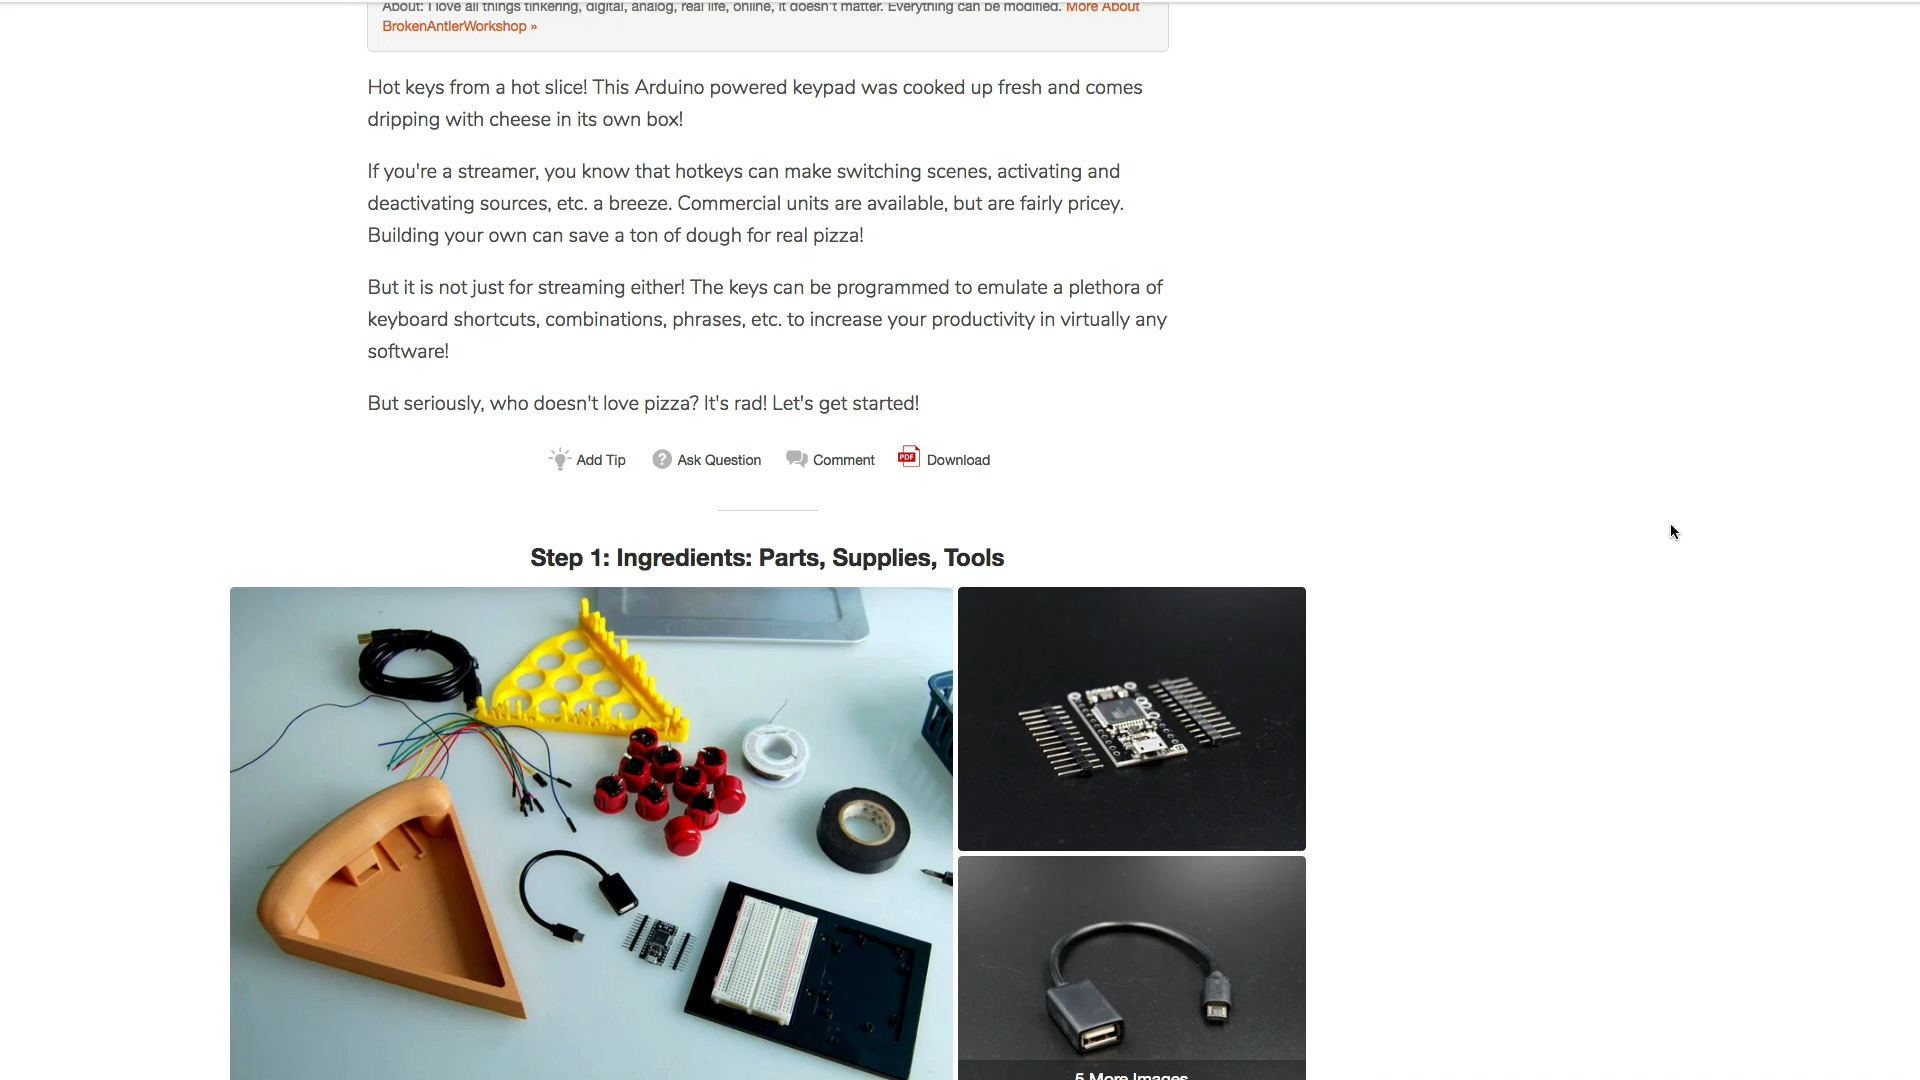 About: I love all things tinkering, digital, analog, real life, online, it doesn't matter. Everything can be modified. More About
BrokenAntlerWorkshop »
Hot keys from a hot slice! This Arduino powered keypad was cooked up fresh and comes
dripping with cheese in its own box!
If you're a streamer, you know that hotkeys can make switching scenes, activating and
deactivating sources, etc. a breeze. Commercial units are available, but are fairly pricey.
Building your own can save a ton of dough for real pizza!
But it is not just for streaming either! The keys can be programmed to emulate a plethora of
keyboard shortcuts, combinations, phrases, etc. to increase your productivity in virtually any
software!
But seriously, who doesn't love pizza? It's rad! Let's get started!
Add Tip
? Ask Question
Comment
PDF Download
Step 1: Ingredients: Parts, Supplies, Tools
5 More Images